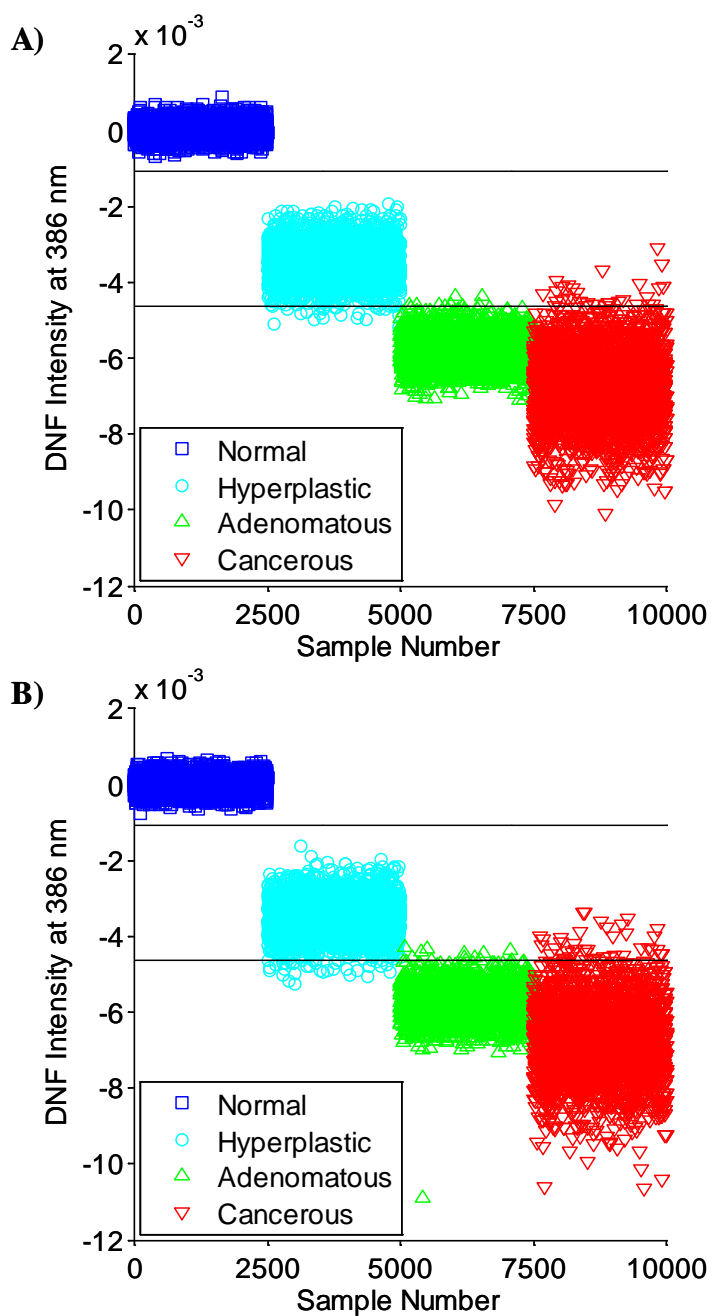 A)
x 10-3
2
0
-2
-4
-6
-8
-10
-12
DNF Intensity at 386 nm
Normal
Hyperplastic
Adenomatous
Cancerous
0 2500 5000 7500 10000
Sample Number
B)
x 10-3
2
0
-2
-4
-6
-8
-10
-12
DNF Intensity at 386 nm
Normal
Hyperplastic
Adenomatous
Cancerous
0 2500 5000 7500 10000
Sample Number